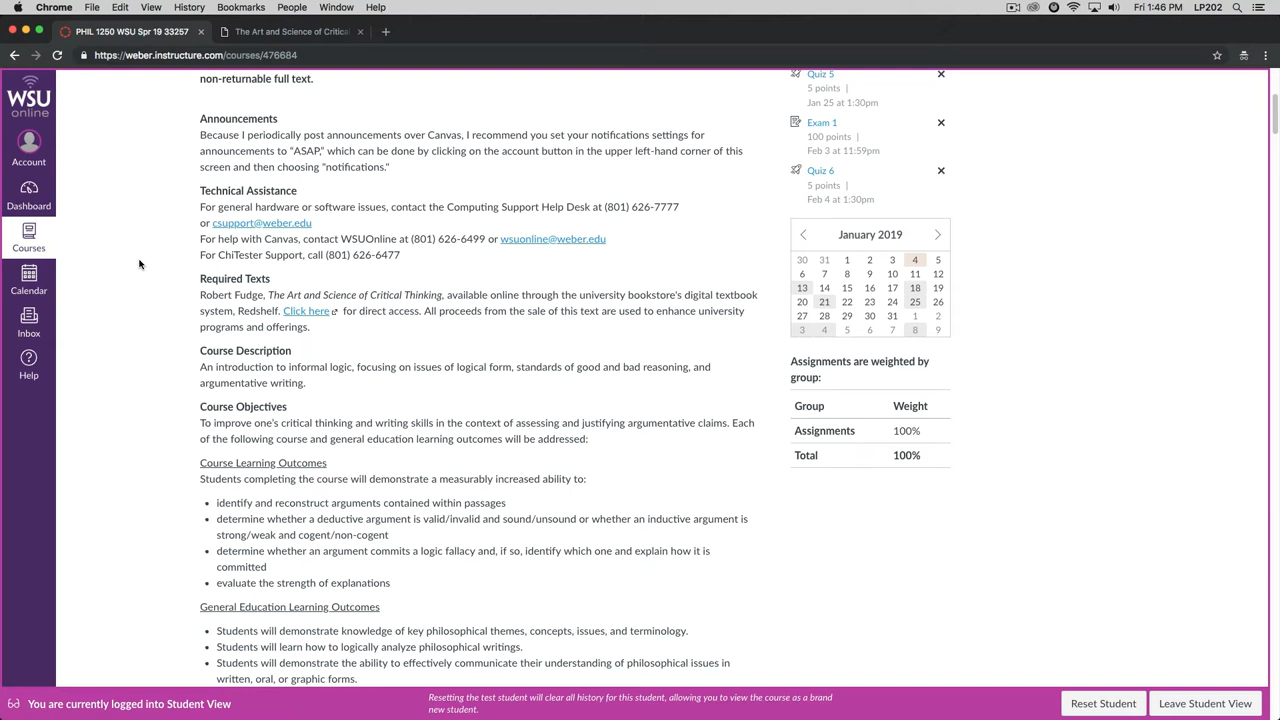 Chrome File Edit View History Bookmarks People Window Help Fri 1:46 PM LP202
PHIL 1250 WSU Spr 19 33257 The Art and Science of Critical
https://weber.instructure.com/courses/476684
WSU
online
Account
Dashboard
Courses
Calendar
Inbox
Help
non-returnable full text.
Announcements
Because I periodically post announcements over Canvas, I recommend you set your notifications settings for
announcements to "ASAP," which can be done by clicking on the account button in the upper left-hand corner of this
screen and then choosing "notifications."
Technical Assistance
For general hardware or software issues, contact the Computing Support Help Desk at (801) 626-7777
or csupport@weber.edu
For help with Canvas, contact WSUOnline at (801) 626-6499 or wsuonline@weber.edu
For ChiTester Support, call (801) 626-6477
Required Texts
Robert Fudge, The Art and Science of Critical Thinking, available online through the university bookstore's digital textbook
system, Redshelf. Click here for direct access. All proceeds from the sale of this text are used to enhance university
programs and offerings.
Course Description
An introduction to informal logic, focusing on issues of logical form, standards of good and bad reasoning, and
argumentative writing.
Course Objectives
To improve one's critical thinking and writing skills in the context of assessing and justifying argumentative claims. Each
of the following course and general education learning outcomes will be addressed:
Course Learning Outcomes
Students completing the course will demonstrate a measurably increased ability to:
• identify and reconstruct arguments contained within passages
• determine whether a deductive argument is valid/invalid and sound/unsound or whether an inductive argument is
strong/weak and cogent/non-cogent
• determine whether an argument commits a logic fallacy and, if so, identify which one and explain how it is
committed
• evaluate the strength of explanations
General Education Learning Outcomes
• Students will demonstrate knowledge of key philosophical themes, concepts, issues, and terminology.
• Students will learn how to logically analyze philosophical writings.
• Students will demonstrate the ability to effectively communicate their understanding of philosophical issues in
written, oral, or graphic forms.
Quiz 5
5 points |
Jan 25 at 1:30pm
Exam 1
100 points |
Feb 3 at 11:59pm
Quiz 6
5 points |
Feb 4 at 1:30pm
January 2019
30 31 1 2 3 4 5
6 7 8 9 10 11 12
13 14 15 16 17 18 19
20 21 22 23 24 25 26
27 28 29 30 31 1 2
3 4 5 6 7 8 9
Assignments are weighted by
group:
Group Weight
Assignments 100%
Total 100%
You are currently logged into Student View
Resetting the test student will clear all history for this student, allowing you to view the course as a brand
new student.
Reset Student Leave Student View